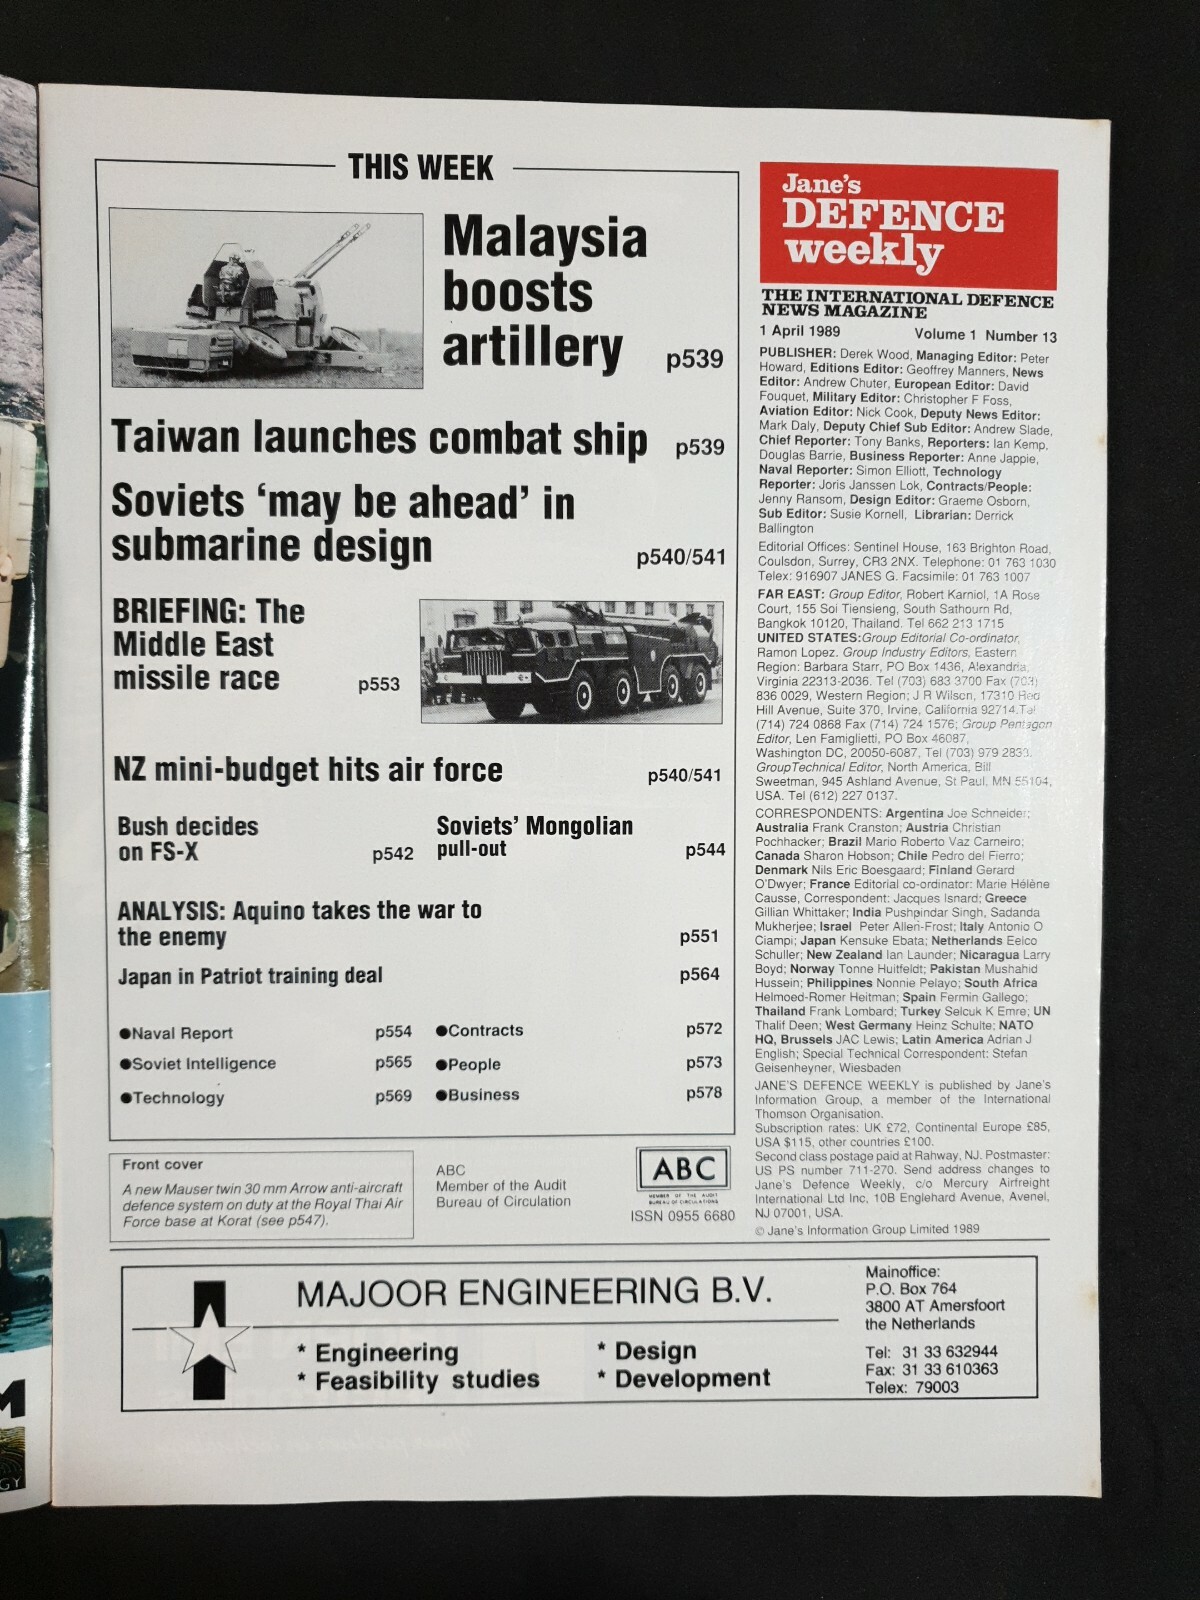 THIS WEEK
Malaysia
boosts
artillery p539
Taiwan launches combat ship p539
Soviets ‘may be ahead’ in
submarine design p540/541
BRIEFING: The
Middle East
missile race p553
NZ mini-budget hits air force p540/541
Bush decides
on FS-X p542
Soviets’ Mongolian
pull-out p544
ANALYSIS: Aquino takes the war to
the enemy p551
Japan in Patriot training deal p564
●Naval Report p554
●Soviet Intelligence p565
●Technology p569
●Contracts p572
●People p573
●Business p578
Front cover
A new Mauser twin 30 mm Arrow anti-aircraft
defence system on duty at the Royal Thai Air
Force base at Korat (see p547).
ABC
Member of the Audit
Bureau of Circulation
ABC
MEMBER OF THE AUDIT
BUREAU OF CIRCULATIONS
ISSN 0955 6680
Jane's
DEFENCE
weekly
THE INTERNATIONAL DEFENCE
NEWS MAGAZINE
1 April 1989 Volume 1 Number 13
PUBLISHER: Derek Wood, Managing Editor: Peter
Howard, Editions Editor: Geoffrey Manners, News
Editor: Andrew Chuter, European Editor: David
Fouquet, Military Editor: Christopher F Foss,
Aviation Editor: Nick Cook, Deputy News Editor:
Mark Daly, Deputy Chief Sub Editor: Andrew Slade,
Chief Reporter: Tony Banks, Reporters: Ian Kemp,
Douglas Barrie, Business Reporter: Anne Jappie,
Naval Reporter: Simon Elliott, Technology
Reporter: Joris Janssen Lok, Contracts/People:
Jenny Ransom, Design Editor: Graeme Osborn,
Sub Editor: Susie Kornell, Librarian: Derrick
Ballington
Editorial Offices: Sentinel House, 163 Brighton Road,
Coulsdon, Surrey, CR3 2NX. Telephone: 01 763 1030
Telex: 916907 JANES G. Facsimile: 01 763 1007
FAR EAST: Group Editor, Robert Karniol, 1A Rose
Court, 155 Soi Tiensieng, South Sathourn Rd,
Bangkok 10120, Thailand. Tel 662 213 1715
UNITED STATES: Group Editorial Co-ordinator,
Ramon Lopez. Group Industry Editors, Eastern
Region: Barbara Starr, PO Box 1436, Alexandria,
Virginia 22313-2036. Tel (703) 683 3700 Fax (703)
836 0029, Western Region; J R Wilson, 17310 Red
Hill Avenue, Suite 370, Irvine, California 92714. Tel
(714) 724 0868 Fax (714) 724 1576; Group Pentagon
Editor, Len Famiglietti, PO Box 46087,
Washington DC, 20050-6087, Tel (703) 979 2833.
Group Technical Editor, North America, Bill
Sweetman, 945 Ashland Avenue, St Paul, MN 55104,
USA. Tel (612) 227 0137.
CORRESPONDENTS: Argentina Joe Schneider;
Australia Frank Cranston; Austria Christian
Pochhacker; Brazil Mario Roberto Vaz Carneiro;
Canada Sharon Hobson; Chile Pedro del Fierro;
Denmark Nils Eric Boesgaard; Finland Gerard
O'Dwyer; France Editorial co-ordinator: Marie Hélène
Causse, Correspondent: Jacques Isnard; Greece
Gillian Whittaker; India Pushpindar Singh, Sadanda
Mukherjee; Israel Peter Allen-Frost; Italy Antonio O
Ciampi; Japan Kensuke Ebata; Netherlands Eelco
Schuller; New Zealand Ian Launder; Nicaragua Larry
Boyd; Norway Tonne Huitfeldt; Pakistan Mushahid
Hussein; Philippines Nonnie Pelayo; South Africa
Helmoed-Romer Heitman; Spain Fermin Gallego;
Thailand Frank Lombard; Turkey Selcuk K Emre; UN
Thalif Deen; West Germany Heinz Schulte; NATO
HQ, Brussels JAC Lewis; Latin America Adrian J
English; Special Technical Correspondent: Stefan
Geisenheyner, Wiesbaden
JANE'S DEFENCE WEEKLY is published by Jane's
Information Group, a member of the International
Thomson Organisation.
Subscription rates: UK £72, Continental Europe £85,
USA $115, other countries £100.
Second class postage paid at Rahway, NJ. Postmaster:
US PS number 711-270. Send address changes to
Jane's Defence Weekly, c/o Mercury Airfreight
International Ltd Inc, 10B Englehard Avenue, Avenel,
NJ 07001, USA.
© Jane's Information Group Limited 1989
MAJOOR ENGINEERING B.V.
* Engineering * Design
* Feasibility studies * Development
Mainoffice:
P.O. Box 764
3800 AT Amersfoort
the Netherlands
Tel: 31 33 632944
Fax: 31 33 610363
Telex: 79003
M
GY